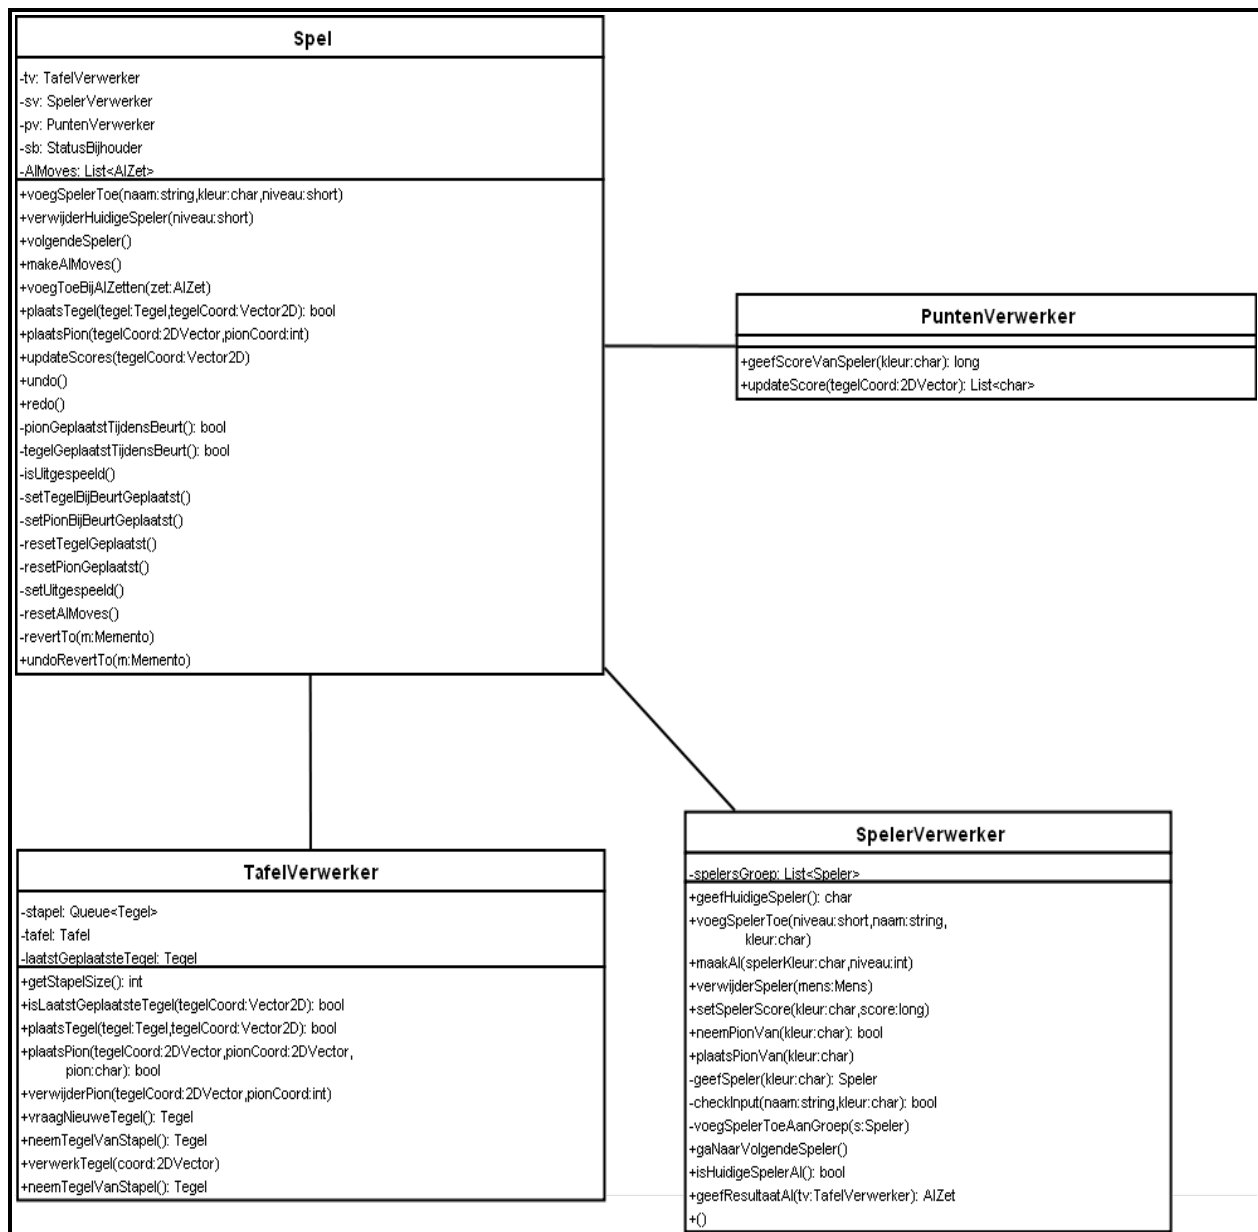 Spel
-tv: TafelVerwerker
-sv: SpelerVerwerker
-pv: PuntenVerwerker
-sb: StatusBijhouder
-AIMoves: List<AIZet>
+voegSpelerToe(naam:string,kleur:char,niveau:short)
+verwijderHuidigeSpeler(niveau:short)
+volgendeSpeler()
+makeAIMoves()
+voegToeBijAIZetten(zet:AIZet)
+plaatsTegel(tegel:Tegel,tegelCoord:Vector2D): bool
+plaatsPion(tegelCoord:2DVector,pionCoord:int)
+updateScores(tegelCoord:Vector2D)
+undo()
+redo()
-pionGeplaatstTijdensBeurt(): bool
-tegelGeplaatstTijdensBeurt(): bool
-isUitgespeeld()
-setTegelBijBeurtGeplaatst()
-setPionBijBeurtGeplaatst()
-resetTegelGeplaatst()
-resetPionGeplaatst()
-setUitgespeeld()
-resetAIMoves()
-revertTo(m:Memento)
+undoRevertTo(m:Memento)
PuntenVerwerker
+geefScoreVanSpeler(kleur:char): long
+updateScore(tegelCoord:2DVector): List<char>
TafelVerwerker
-stapel: Queue<Tegel>
-tafel: Tafel
-laatstGeplaatsteTegel: Tegel
+getStapelSize(): int
+isLaatstGeplaatsteTegel(tegelCoord:Vector2D): bool
+plaatsTegel(tegel:Tegel,tegelCoord:Vector2D): bool
+plaatsPion(tegelCoord:2DVector,pionCoord:2DVector,
pion:char): bool
+verwijderPion(tegelCoord:2DVector,pionCoord:int)
+vraagNieuweTegel(): Tegel
+neemTegelVanStapel(): Tegel
+verwerkTegel(coord:2DVector)
+neemTegelVanStapel(): Tegel
SpelerVerwerker
-spelersGroep: List<Speler>
+geefHuidigeSpeler(): char
+voegSpelerToe(niveau:short,naam:string,
kleur:char)
+maakAI(spelerKleur:char,niveau:int)
+verwijderSpeler(mens:Mens)
+setSpelerScore(kleur:char,score:long)
+neemPionVan(kleur:char): bool
+plaatsPionVan(kleur:char)
-geefSpeler(kleur:char): Speler
-checkInput(naam:string,kleur:char): bool
-voegSpelerToeAanGroep(s:Speler)
+gaNaarVolgendeSpeler()
+isHuidigeSpelerAI(): bool
+geefResultaatAI(tv:TafelVerwerker): AIZet
+()